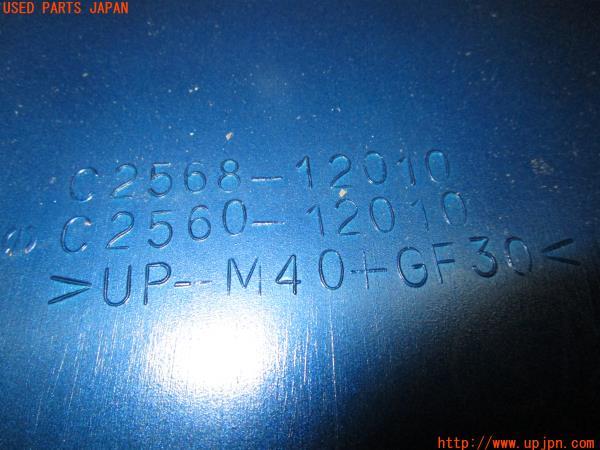 USED PARTS JAPAN
C2568-12010
C2560-12010
>UP-M40+GF30<
http://www.upjpn.com